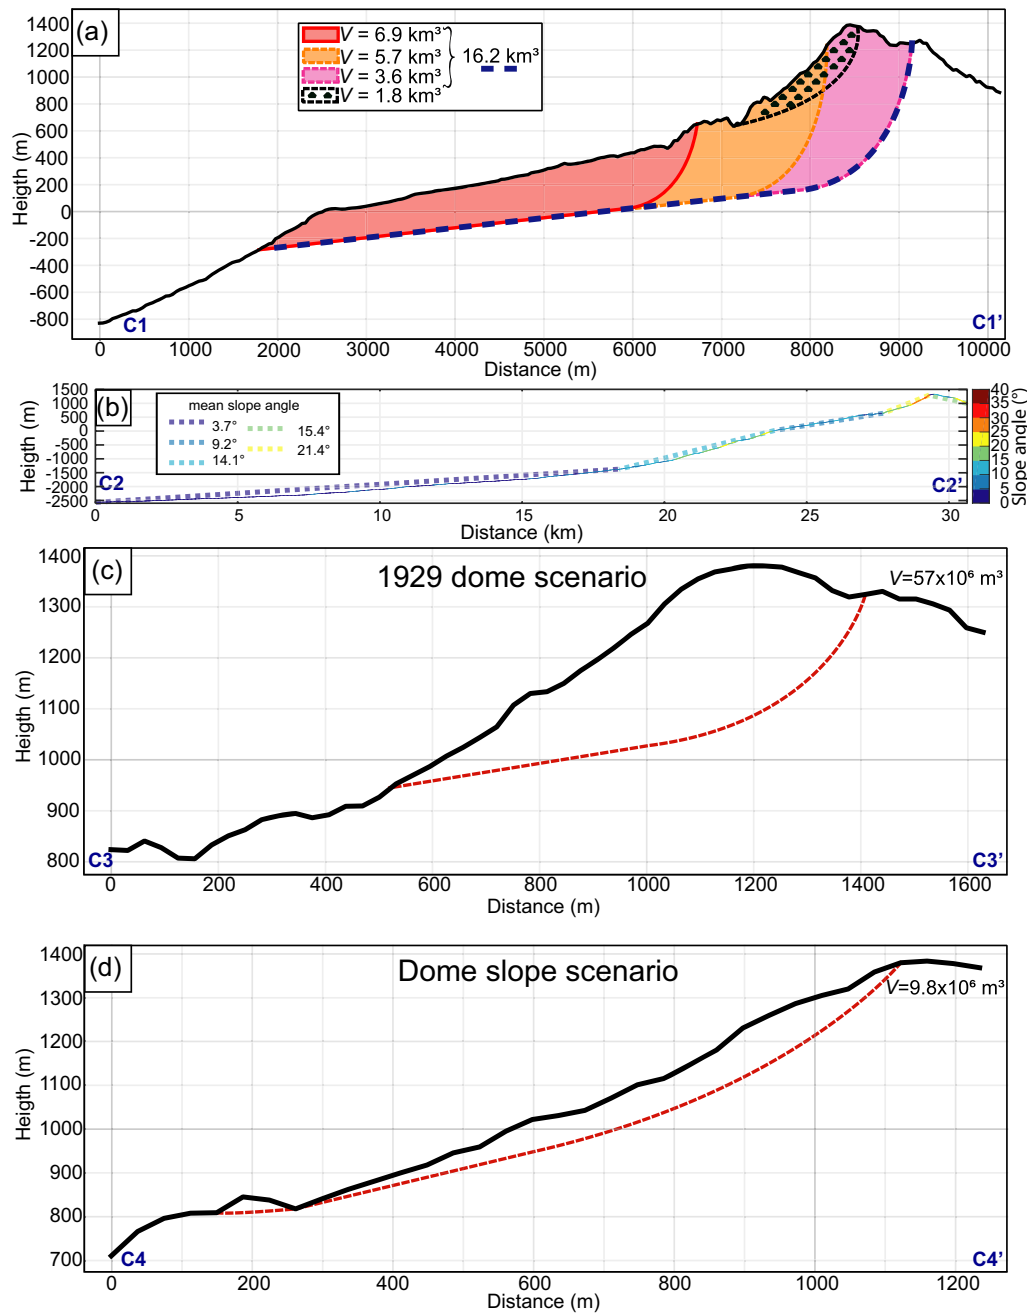 (a)
V = 6.9 km³
V = 5.7 km³
V = 3.6 km³
V = 1.8 km³
16.2 km³
Heigth (m)
1400
1200
1000
800
600
400
200
0
-200
-400
-600
-800
C1
C1’
0 1000 2000 3000 4000 5000 6000 7000 8000 9000 10000
Distance (m)
(b)
mean slope angle
3.7°
9.2°
14.1°
15.4°
21.4°
Heigth (m)
1500
1000
500
0
-500
-1000
-1500
-2000
-2500
C2
C2’
0 5 10 15 20 25 30
Distance (km)
40
35
30
25
20
15
10
5
0
Slope angle (°)
(c)
1929 dome scenario
V=57x10⁶ m³
Heigth (m)
1400
1300
1200
1100
1000
900
800
C3
C3’
0 200 400 600 800 1000 1200 1400 1600
Distance (m)
(d)
Dome slope scenario
V=9.8x10⁶ m³
Heigth (m)
1400
1300
1200
1100
1000
900
800
700
C4
C4’
0 200 400 600 800 1000 1200
Distance (m)